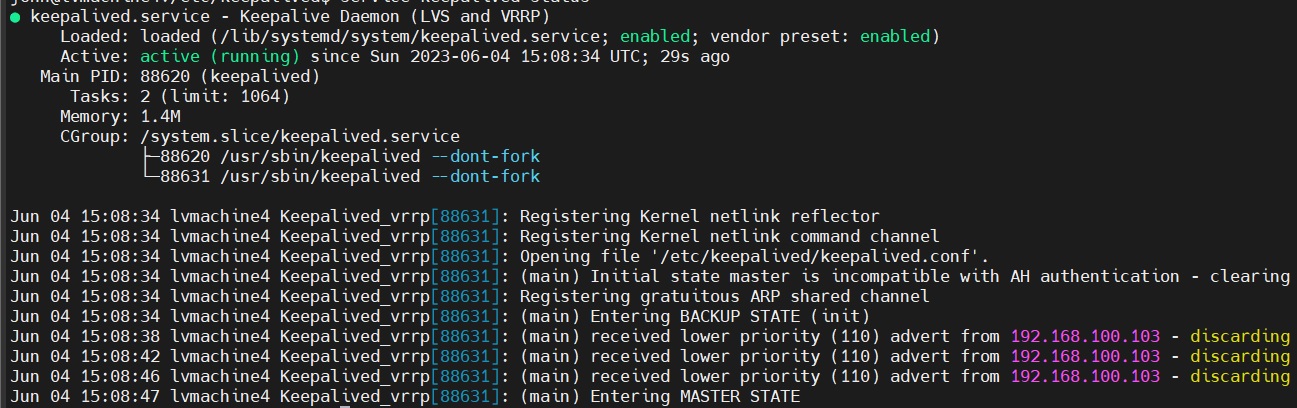 ● keepalived.service - Keepalive Daemon (LVS and VRRP)
Loaded: loaded (/lib/systemd/system/keepalived.service; enabled; vendor preset: enabled)
Active: active (running) since Sun 2023-06-04 15:08:34 UTC; 29s ago
Main PID: 88620 (keepalived)
Tasks: 2 (limit: 1064)
Memory: 1.4M
CGroup: /system.slice/keepalived.service
├─88620 /usr/sbin/keepalived --dont-fork
└─88631 /usr/sbin/keepalived --dont-fork
Jun 04 15:08:34 lvmachine4 Keepalived_vrrp[88631]: Registering Kernel netlink reflector
Jun 04 15:08:34 lvmachine4 Keepalived_vrrp[88631]: Registering Kernel netlink command channel
Jun 04 15:08:34 lvmachine4 Keepalived_vrrp[88631]: Opening file '/etc/keepalived/keepalived.conf'.
Jun 04 15:08:34 lvmachine4 Keepalived_vrrp[88631]: (main) Initial state master is incompatible with AH authentication - clearing
Jun 04 15:08:34 lvmachine4 Keepalived_vrrp[88631]: Registering gratuitous ARP shared channel
Jun 04 15:08:34 lvmachine4 Keepalived_vrrp[88631]: (main) Entering BACKUP STATE (init)
Jun 04 15:08:38 lvmachine4 Keepalived_vrrp[88631]: (main) received lower priority (110) advert from 192.168.100.103 - discarding
Jun 04 15:08:42 lvmachine4 Keepalived_vrrp[88631]: (main) received lower priority (110) advert from 192.168.100.103 - discarding
Jun 04 15:08:46 lvmachine4 Keepalived_vrrp[88631]: (main) received lower priority (110) advert from 192.168.100.103 - discarding
Jun 04 15:08:47 lvmachine4 Keepalived_vrrp[88631]: (main) Entering MASTER STATE